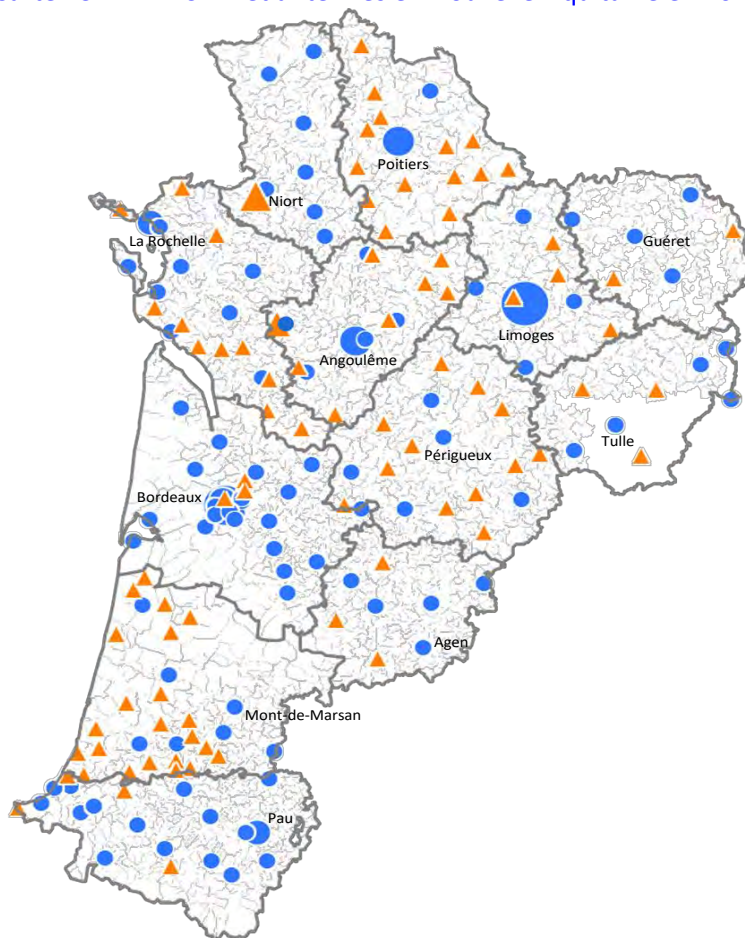 Poitiers
Niort
La Rochelle
Guéret
Limoges
Angoulême
Tulle
Périgueux
Bordeaux
Agen
Mont-de-Marsan
Pau